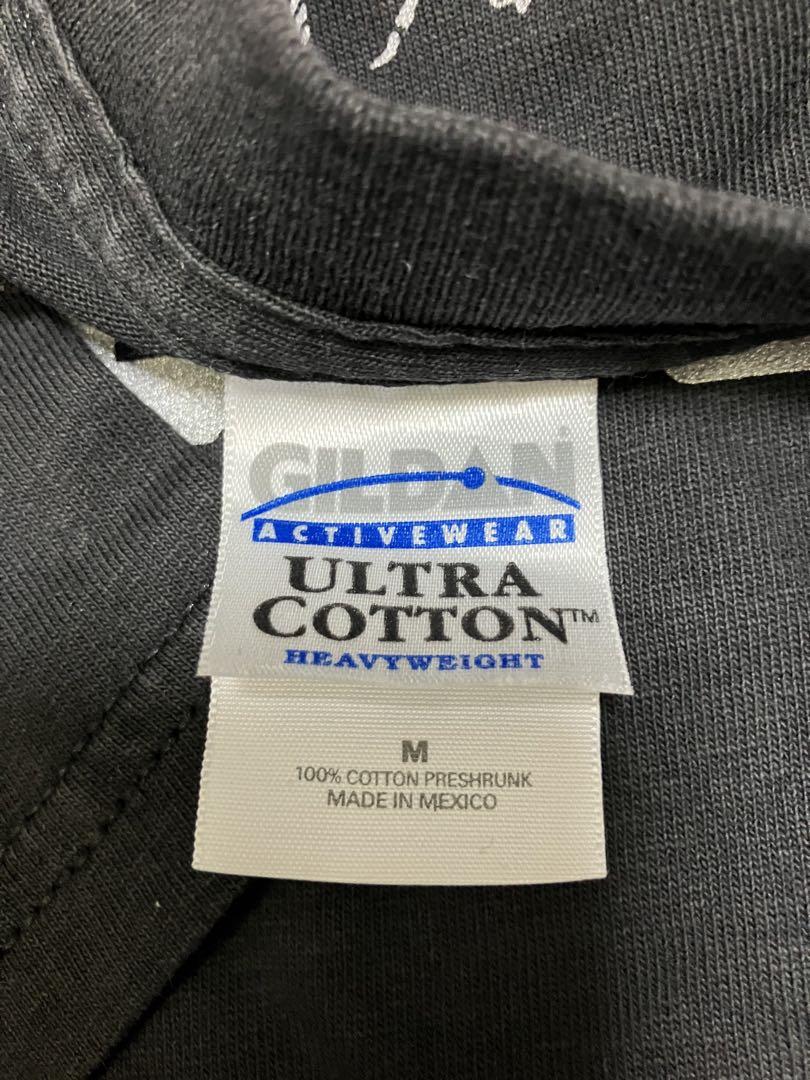 GILDAN
ACTIVEWEAR
ULTRA
COTTON™
HEAVYWEIGHT
M
100% COTTON PRESHRUNK
MADE IN MEXICO